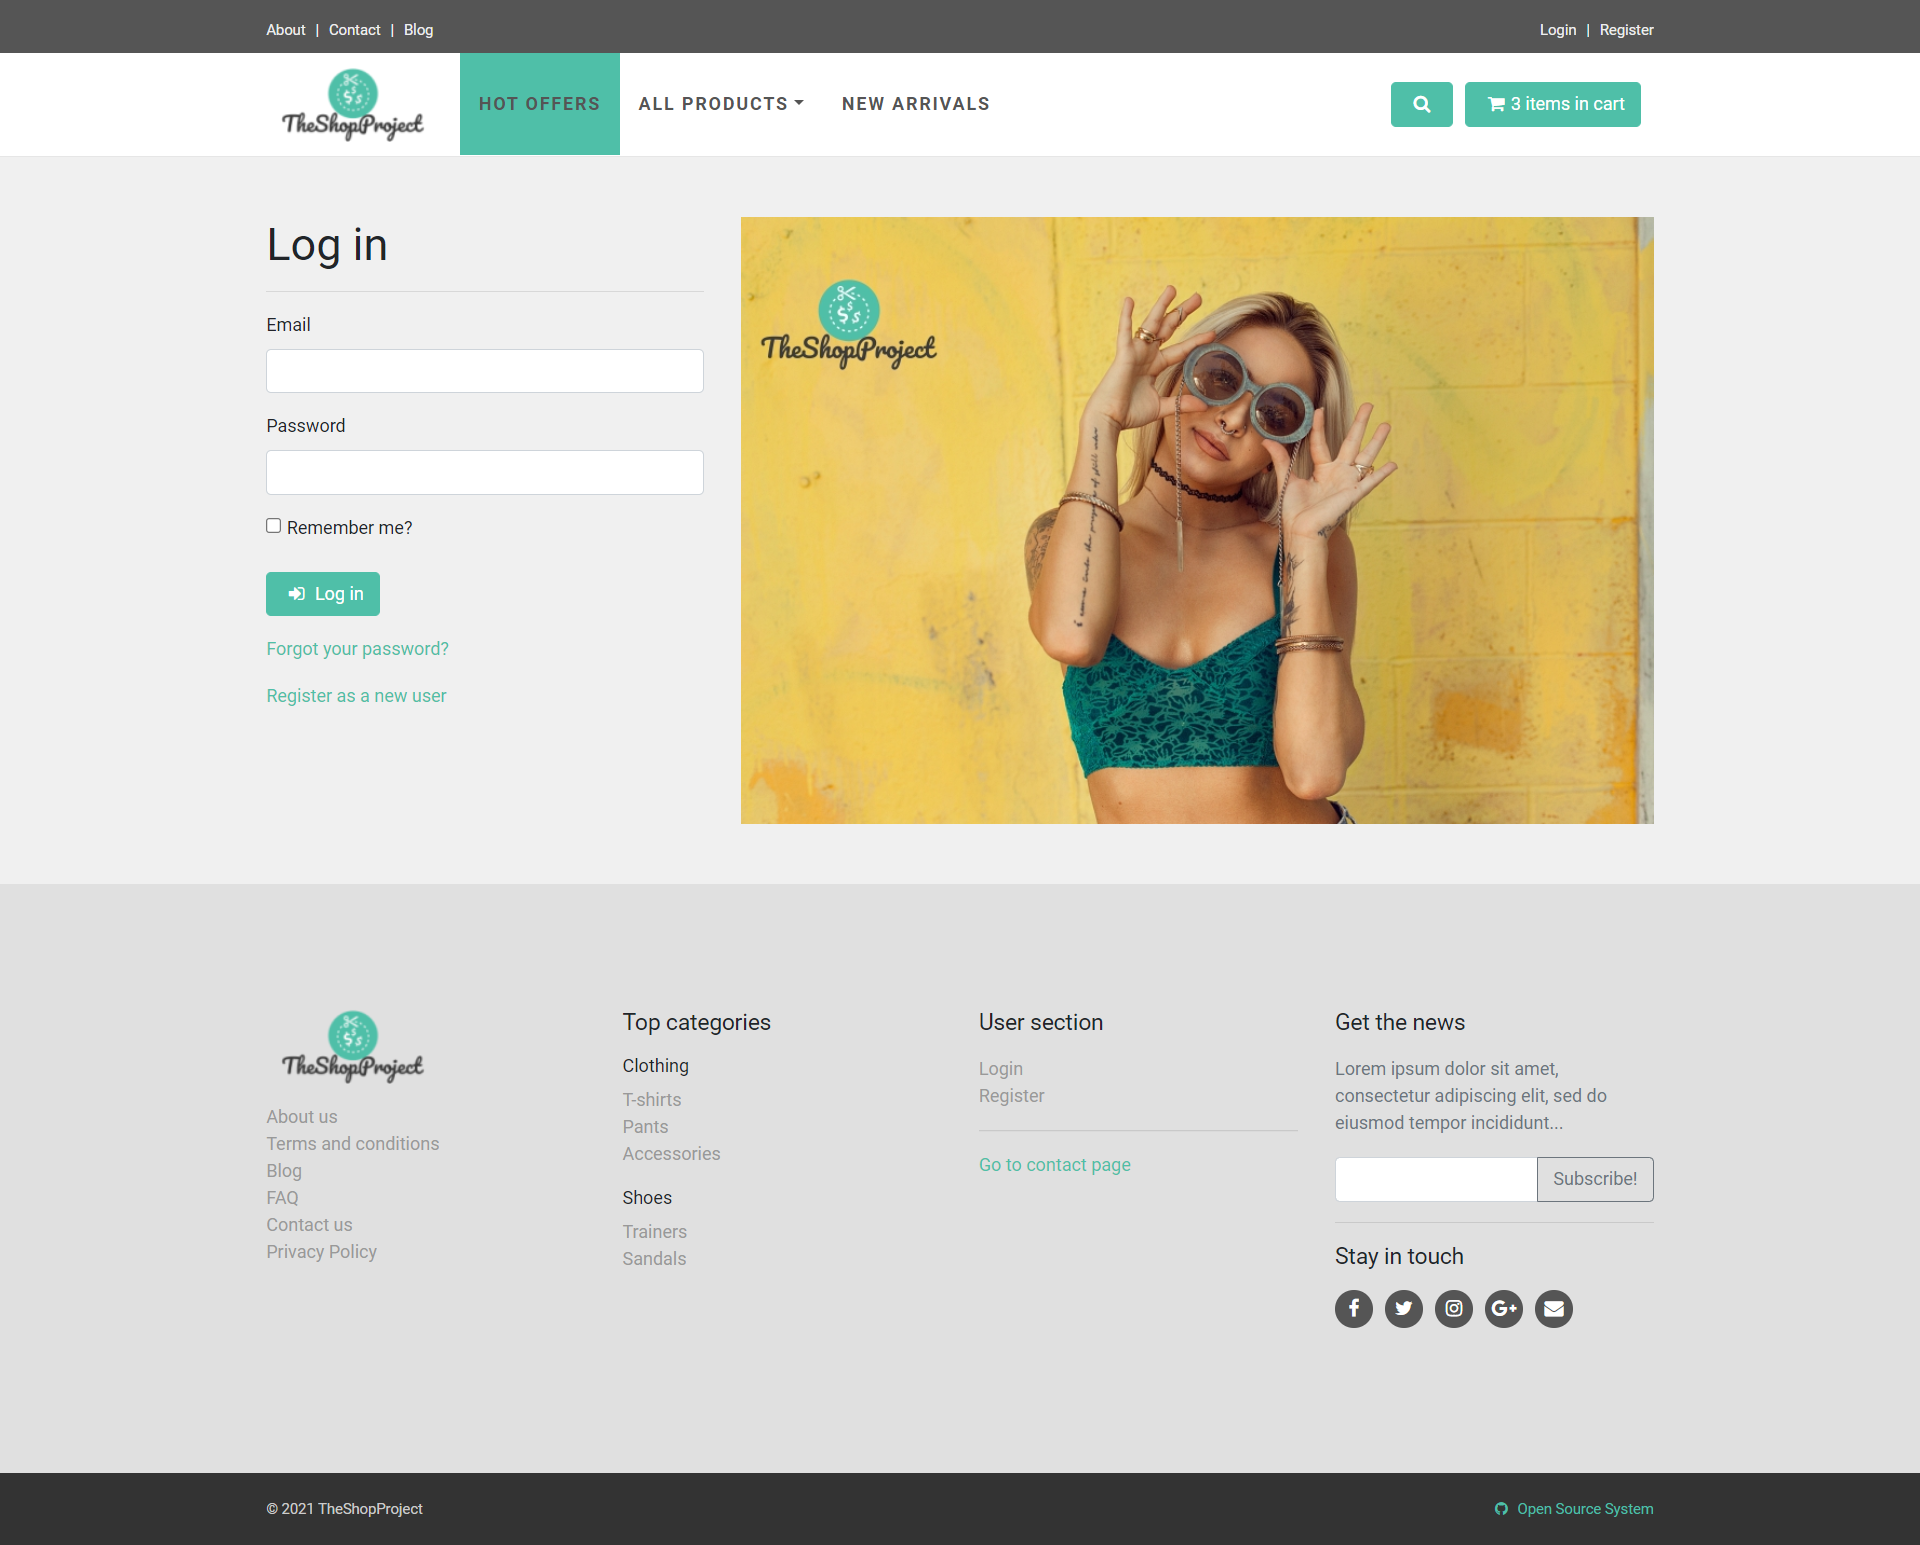 About | Contact | Blog
Login | Register
TheShopProject
HOT OFFERS
ALL PRODUCTS
NEW ARRIVALS
3 items in cart
Log in
Email
Password
Remember me?
Log in
Forgot your password?
Register as a new user
TheShopProject
TheShopProject
About us
Terms and conditions
Blog
FAQ
Contact us
Privacy Policy
Top categories
Clothing
T-shirts
Pants
Accessories
Shoes
Trainers
Sandals
User section
Login
Register
Go to contact page
Get the news
Lorem ipsum dolor sit amet,
consectetur adipiscing elit, sed do
eiusmod tempor incididunt...
Subscribe!
Stay in touch
© 2021 TheShopProject
Open Source System